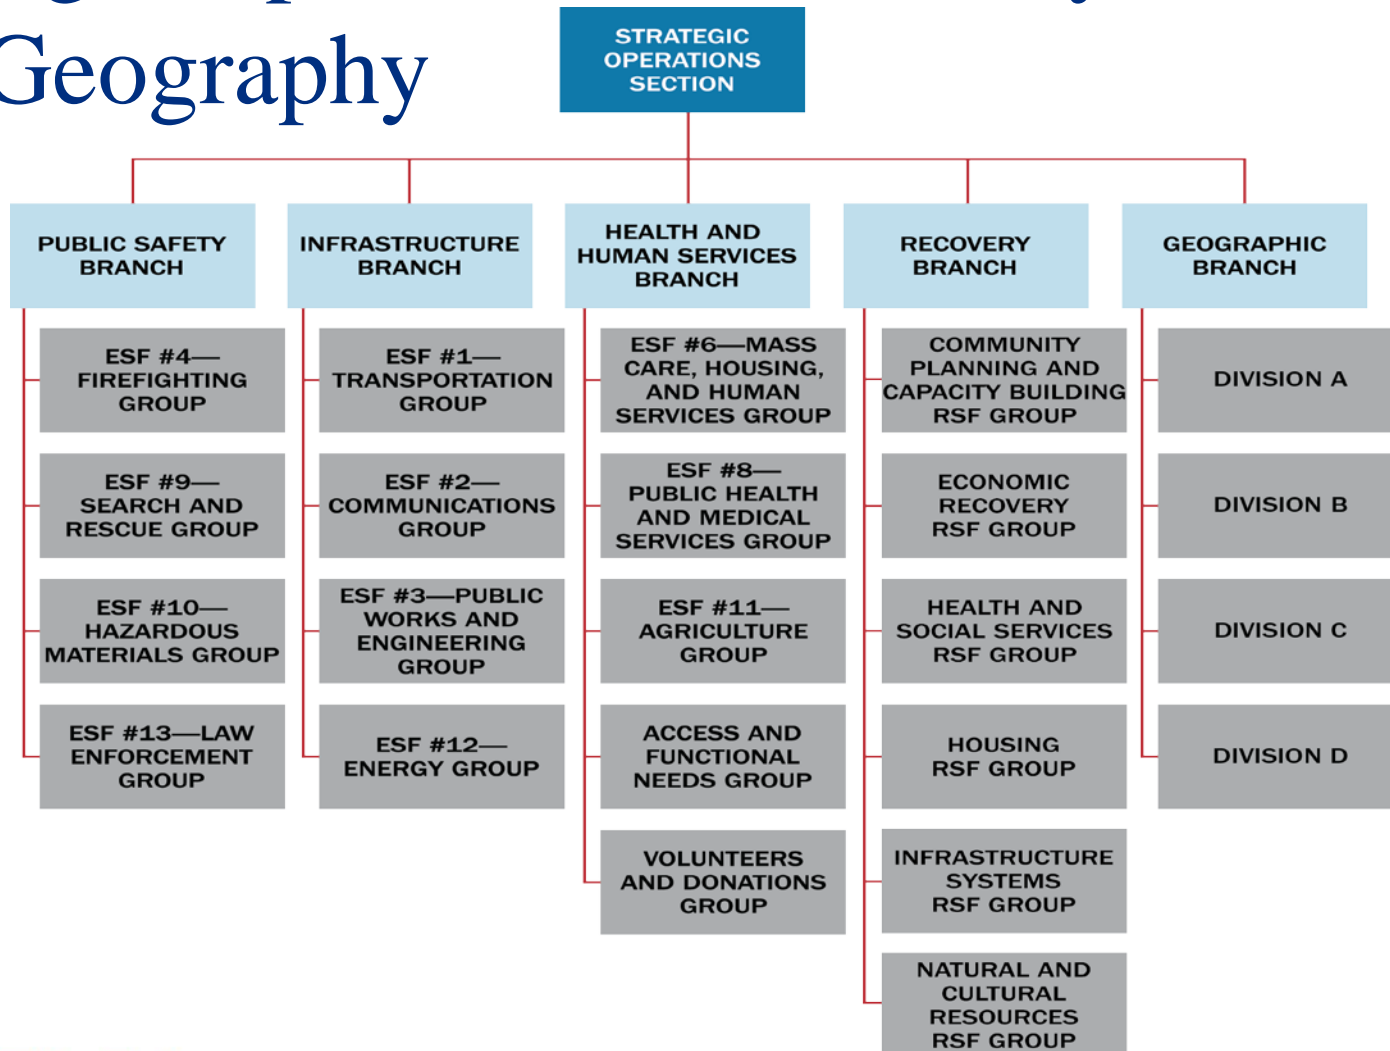 Geography
STRATEGIC
OPERATIONS
SECTION
PUBLIC SAFETY
BRANCH
ESF #4—
FIREFIGHTING
GROUP
ESF #9—
SEARCH AND
RESCUE GROUP
ESF #10—
HAZARDOUS
MATERIALS GROUP
ESF #13—LAW
ENFORCEMENT
GROUP
INFRASTRUCTURE
BRANCH
ESF #1—
TRANSPORTATION
GROUP
ESF #2—
COMMUNICATIONS
GROUP
ESF #3—PUBLIC
WORKS AND
ENGINEERING
GROUP
ESF #12—
ENERGY GROUP
HEALTH AND
HUMAN SERVICES
BRANCH
ESF #6—MASS
CARE, HOUSING,
AND HUMAN
SERVICES GROUP
ESF #8—
PUBLIC HEALTH
AND MEDICAL
SERVICES GROUP
ESF #11—
AGRICULTURE
GROUP
ACCESS AND
FUNCTIONAL
NEEDS GROUP
VOLUNTEERS
AND DONATIONS
GROUP
RECOVERY
BRANCH
COMMUNITY
PLANNING AND
CAPACITY BUILDING
RSF GROUP
ECONOMIC
RECOVERY
RSF GROUP
HEALTH AND
SOCIAL SERVICES
RSF GROUP
HOUSING
RSF GROUP
INFRASTRUCTURE
SYSTEMS
RSF GROUP
NATURAL AND
CULTURAL
RESOURCES
RSF GROUP
GEOGRAPHIC
BRANCH
DIVISION A
DIVISION B
DIVISION C
DIVISION D